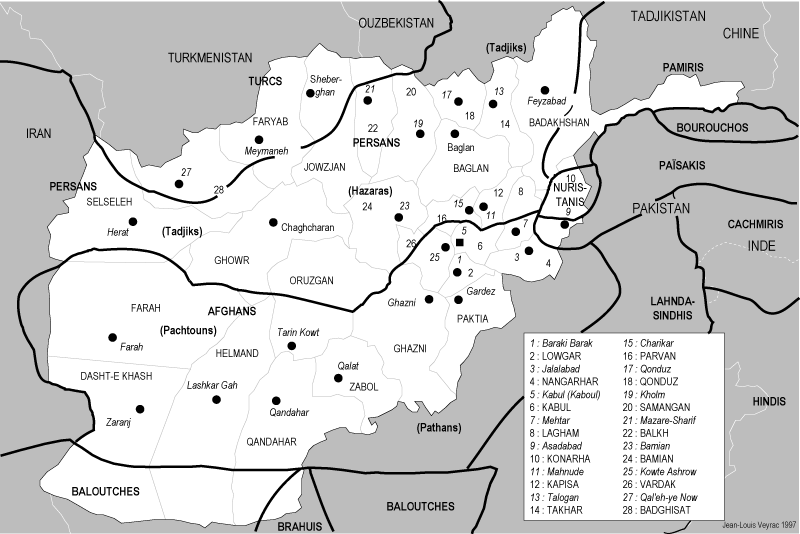 OUZBEKISTAN
TADJIKISTAN
CHINE
TURKMENISTAN
(Tadjiks)
PAMIRIS
TURCS
Sheber-
ghan
21
20
17
13
Feyzabad
FARYAB
22
18
14
BADAKHSHAN
BOUROUCHOS
IRAN
Meymaneh
PERSANS
19
Baglan
JOWZJAN
BAGLAN
PAÏSAKIS
27
28
10
PERSANS
NURIS-
TANIS
SELSELEH
(Hazaras)
24
23
15
12
8
11
9
PAKISTAN
Herat
(Tadjiks)
Chaghcharan
16
7
CACHMIRIS
INDE
26
5
6
25
1
3
4
GHOWR
2
ORUZGAN
LAHNDA-
SINDHIS
FARAH
AFGHANS
Ghazni
Gardez
(Pachtouns)
PAKTIA
Farah
Tarin Kowt
HELMAND
GHAZNI
DASHT-E KHASH
Qalat
ZABOL
Lashkar Gah
Zaranj
Qandahar
(Pathans)
HINDIS
QANDAHAR
BALOUTCHES
BALOUTCHES
BRAHUIS
1 : Baraki Barak
2 : LOWGAR
3 : Jalalabad
4 : NANGARHAR
5 : Kabul (Kaboul)
6 : KABUL
7 : Mehtar
8 : LAGHAM
9 : Asadabad
10 : KONARHA
11 : Mahnude
12 : KAPISA
13 : Talogan
14 : TAKHAR
15 : Charikar
16 : PARVAN
17 : Qonduz
18 : QONDUZ
19 : Kholm
20 : SAMANGAN
21 : Mazare-Sharif
22 : BALKH
23 : Bamian
24 : BAMIAN
25 : Kowte Ashrow
26 : VARDAK
27 : Qal'eh-ye Now
28 : BADGHISAT
Jean-Louis Veyrac 1997